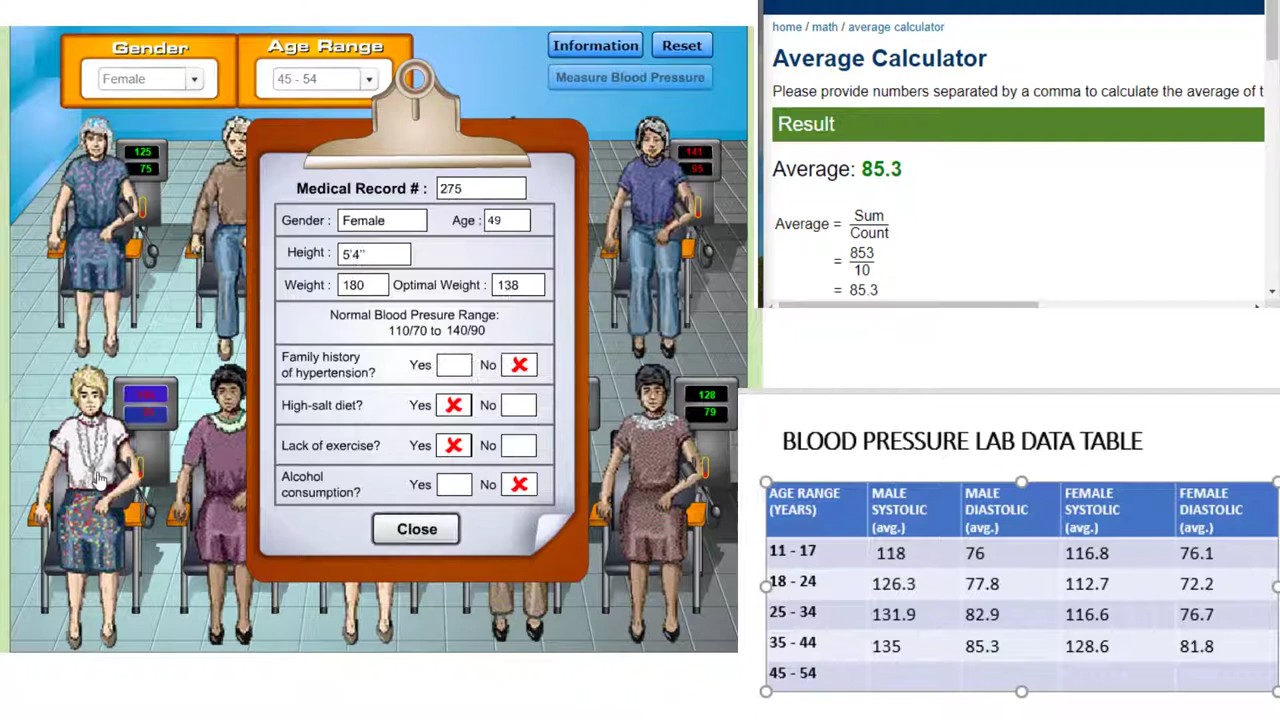 Gender
Female
Age Range
45 - 54
Information
Reset
Measure Blood Pressure
125
75
141
95
128
79
Medical Record # :
275
Gender :
Female
Age :
49
Height :
5'4"
Weight :
180
Optimal Weight :
138
Normal Blood Presure Range:
110/70 to 140/90
Family history
of hypertension?
Yes
No
High-salt diet?
Yes
No
Lack of exercise?
Yes
No
Alcohol
consumption?
Yes
No
Close
home / math / average calculator
Average Calculator
Please provide numbers separated by a comma to calculate the average of t
Result
Average: 85.3
Average = Sum
Count
= 853
10
= 85.3
BLOOD PRESSURE LAB DATA TABLE
AGE RANGE
(YEARS)
MALE
SYSTOLIC
(avg.)
MALE
DIASTOLIC
(avg.)
FEMALE
SYSTOLIC
(avg.)
FEMALE
DIASTOLIC
(avg.)
11 - 17 118 76 116.8 76.1
18 - 24 126.3 77.8 112.7 72.2
25 - 34 131.9 82.9 116.6 76.7
35 - 44 135 85.3 128.6 81.8
45 - 54